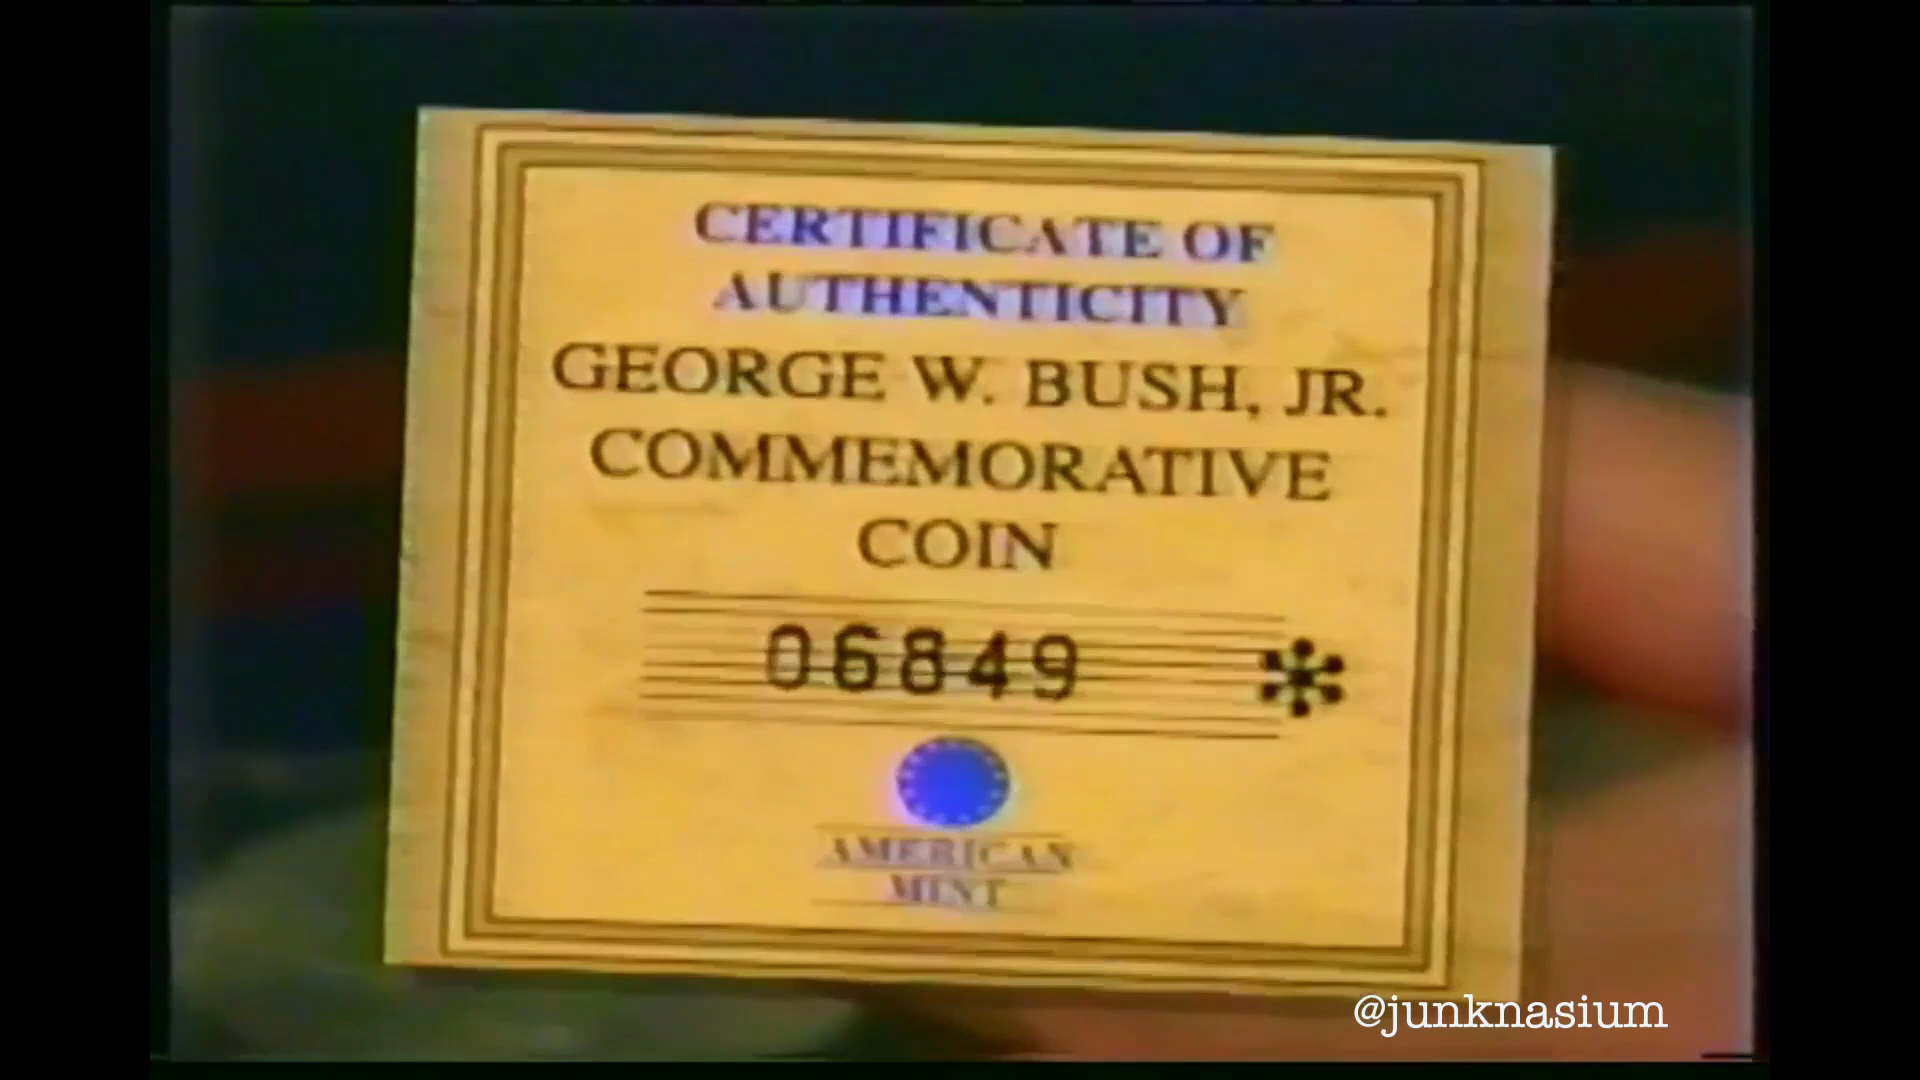 CERTIFICATE OF
AUTHENTICITY
GEORGE W. BUSH, JR.
COMMEMORATIVE
COIN
06849
AMERICAN
MINT
@junknasium